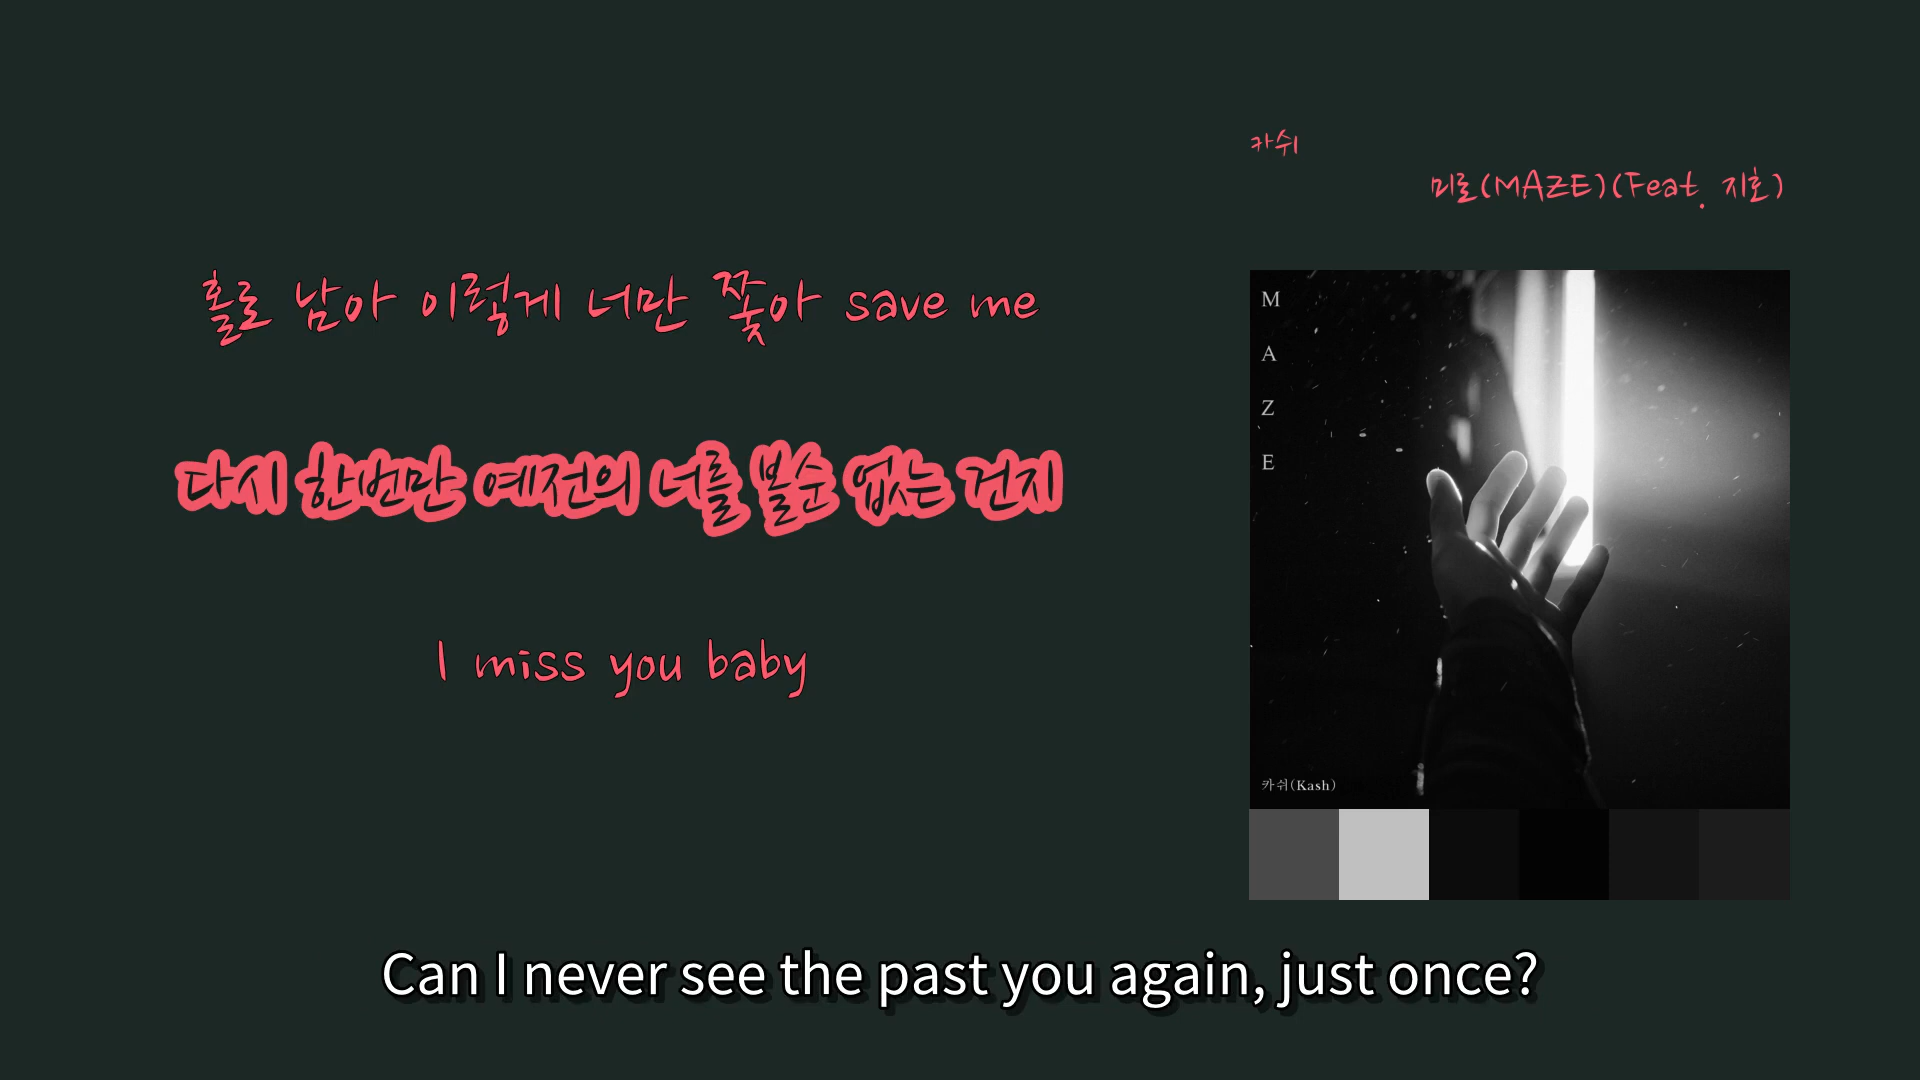 카쉬
미로(MAZE)(Feat. 지호)
홀로 남아 이렇게 너만 쫓아 save me
다시 한번만 예전의 너를 볼순 없는 건지
I miss you baby
M
A
Z
E
카쉬(Kash)
Can I never see the past you again, just once?